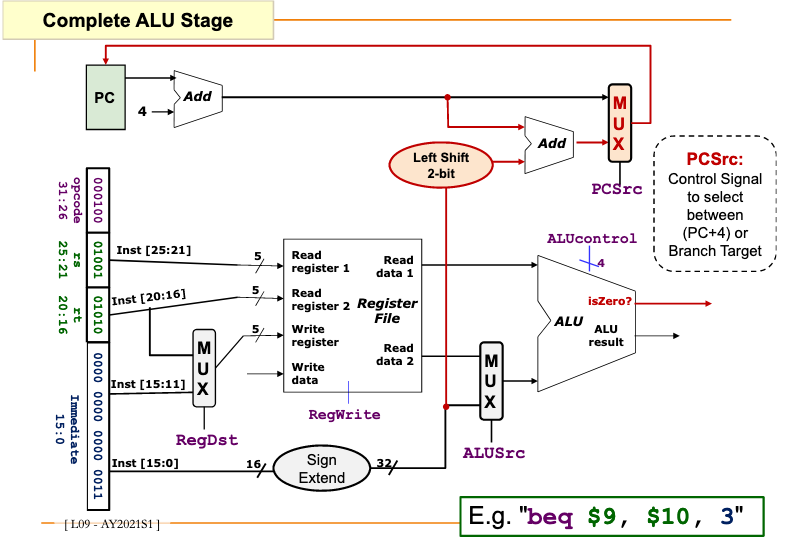 Complete ALU Stage
PC
4
Add
Left Shift
2-bit
Add
M
U
X
PCSrc
PCSrc:
Control Signal
to select
between
(PC+4) or
Branch Target
opcode
31:26
000100
rs
25:21
01001
rt
20:16
01010
Immediate
15:0
0000 0000 0000 0011
Inst [25:21]
5
Inst [20:16]
5
5
Inst [15:11]
M
U
X
RegDst
Inst [15:0]
16
Sign
Extend
32
Read
register 1
Read
register 2
Write
register
Write
data
Register
File
Read
data 1
Read
data 2
RegWrite
M
U
X
ALUSrc
ALUcontrol
4
isZero?
ALU
ALU
result
[ L09 - AY2021S1 ]
E.g. "beq $9, $10, 3"